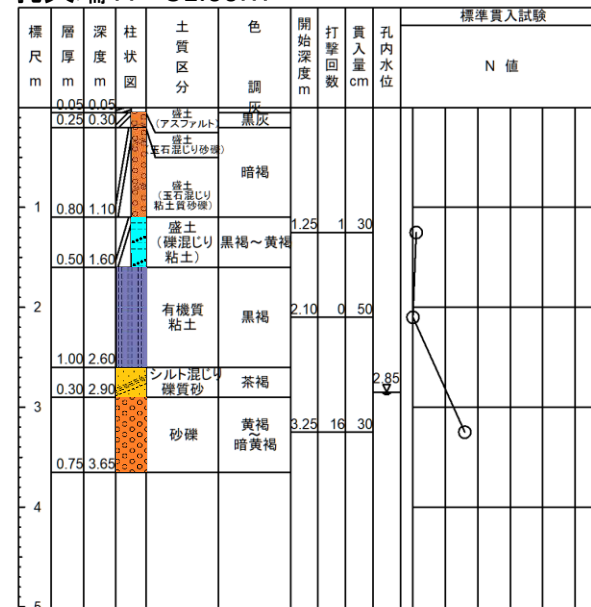 標尺m
層厚m
深度m
柱状図
土質区分
色調
開始深度m
打撃回数
貫入量cm
孔内水位
標準貫入試験
N 値
0.05 0.05 灰
盛土
(アスファルト)
0.25 0.30 黒灰
盛土
(玉石混じり砂礫)
盛土
(玉石混じり
粘土質砂礫)
暗褐
1
0.80 1.10
盛土
(礫混じり
粘土)
黒褐～黄褐
1.25 1 30
0.50 1.60
2
有機質
粘土
黒褐
2.10 0 50
1.00 2.60
シルト混じり
礫質砂
茶褐
2.85
0.30 2.90
3
砂礫
黄褐
～
暗黄褐
3.25 16 30
0.75 3.65
4
5